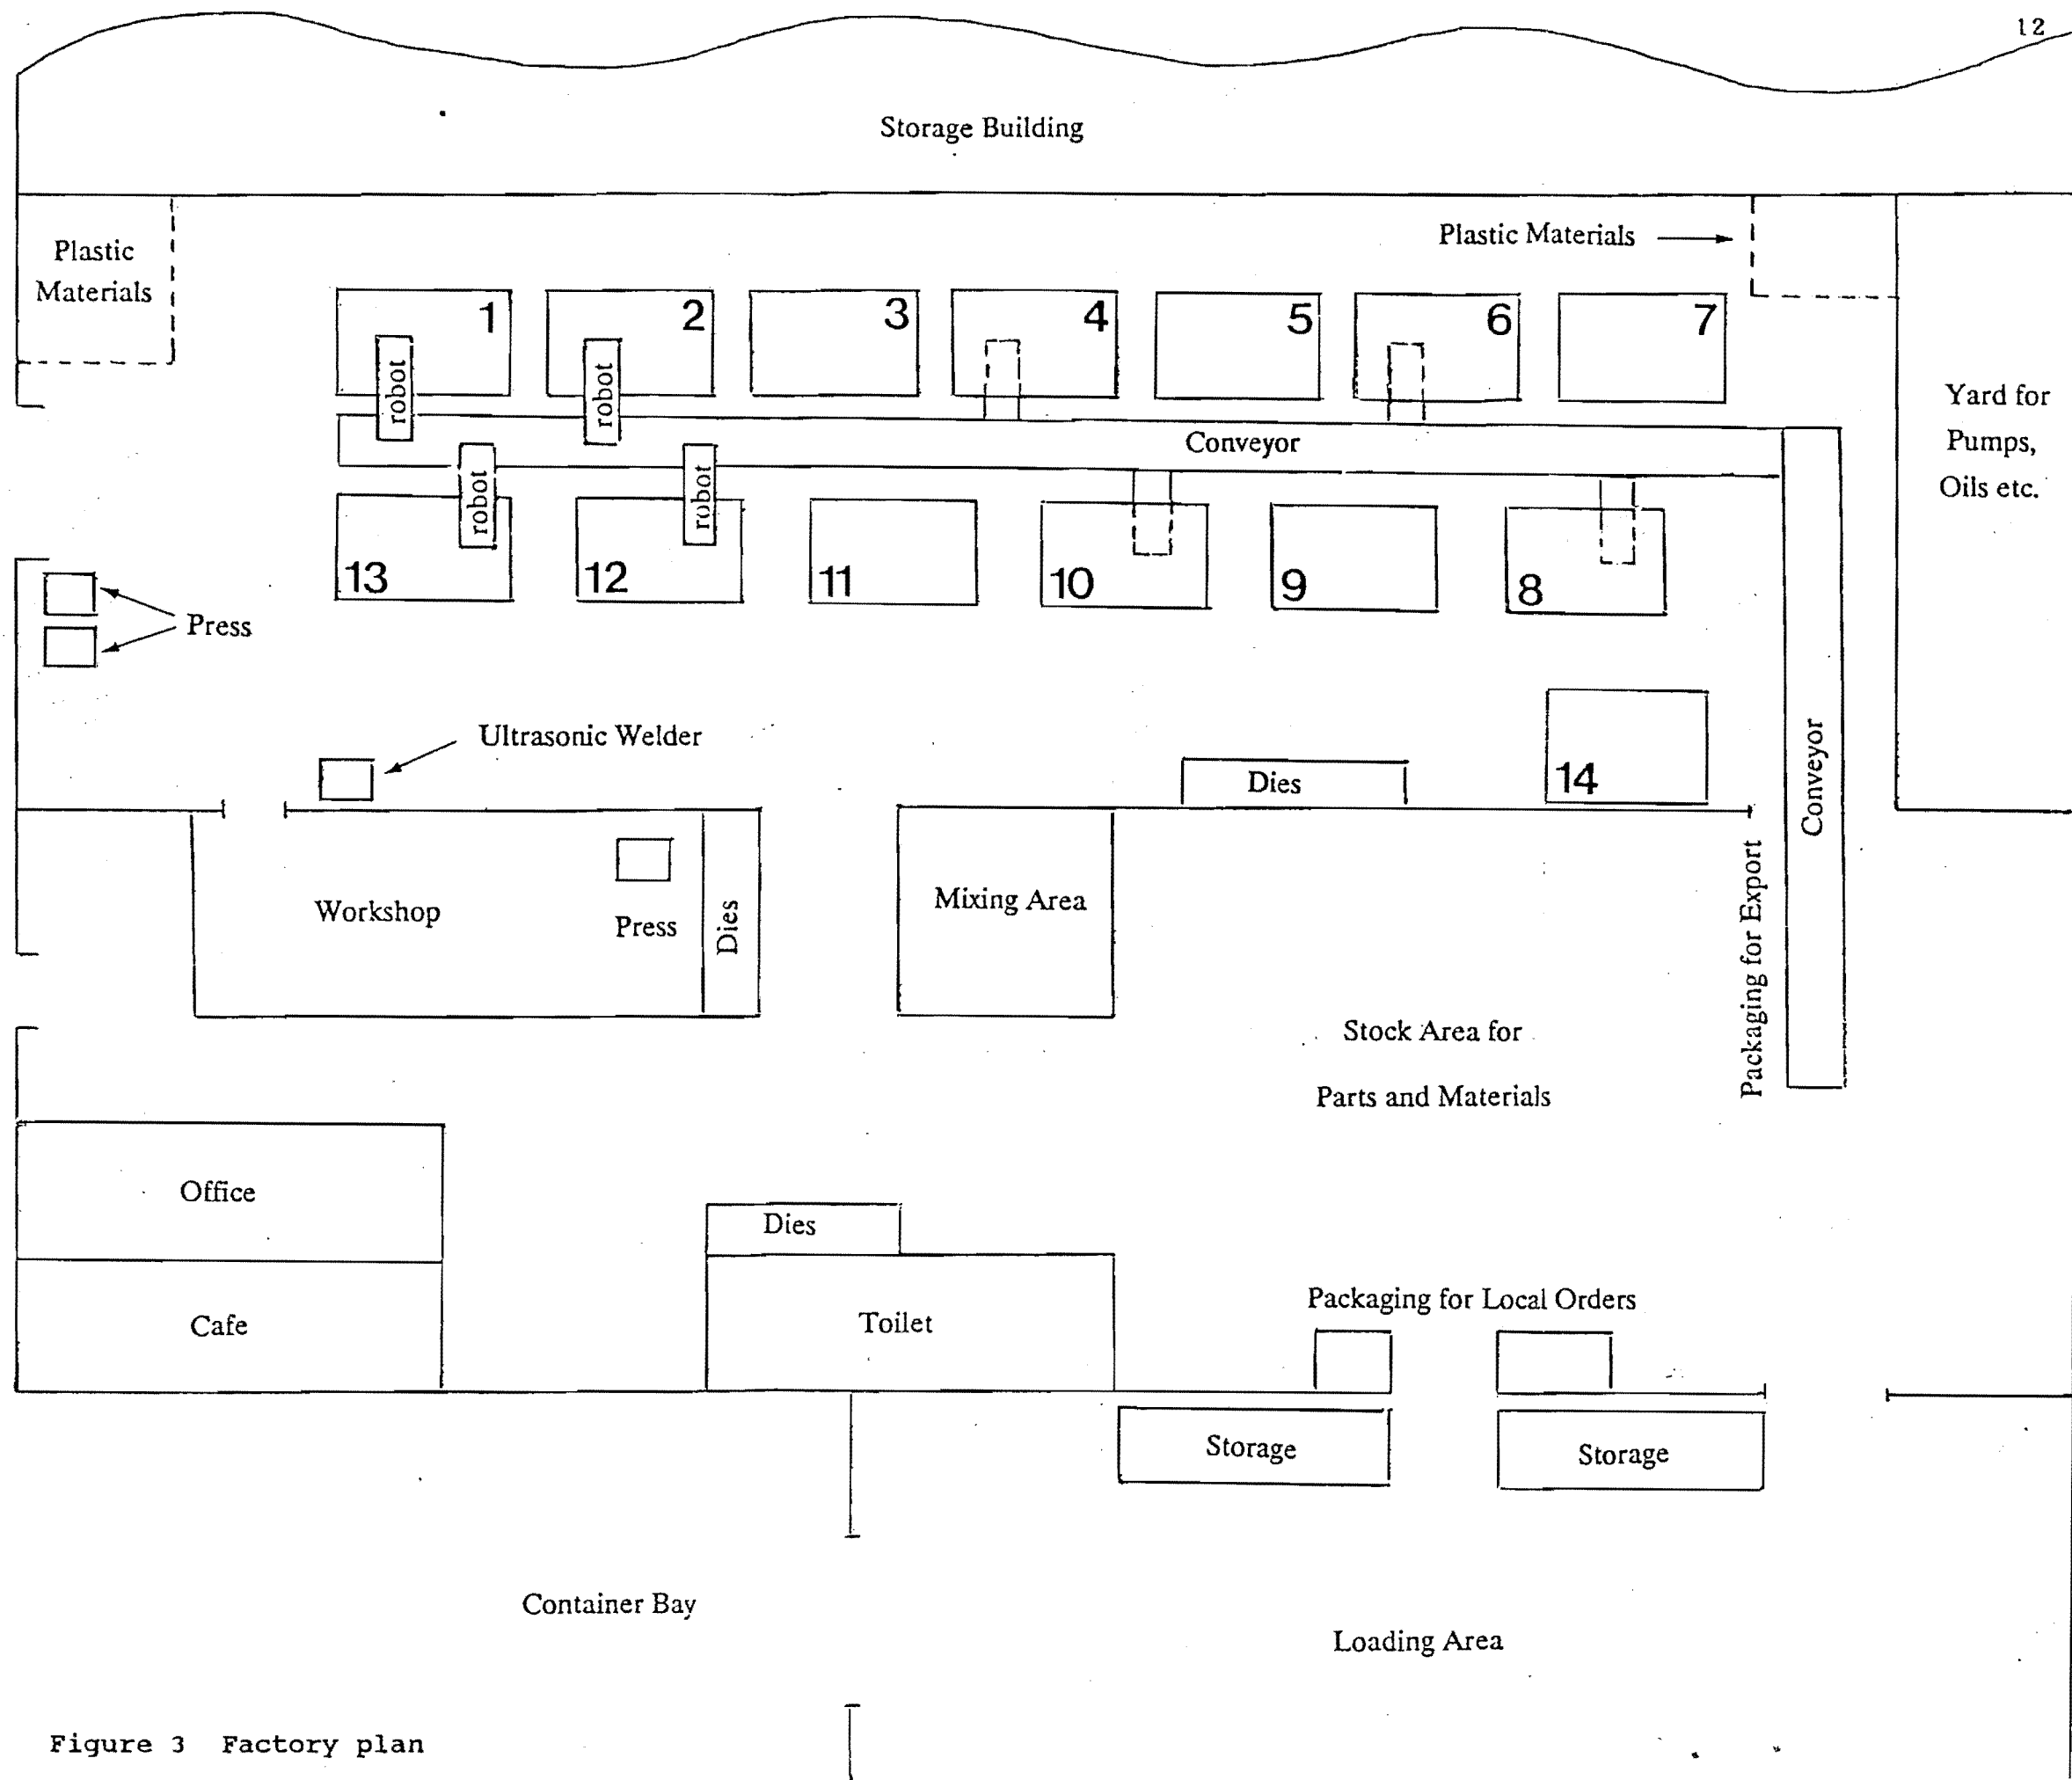 12
Storage Building
Plastic
Materials
Plastic Materials
1
2
3
4
5
6
7
robot
robot
Yard for
Pumps,
Oils etc.
Conveyor
robot
robot
13
12
11
10
9
8
Press
Ultrasonic Welder
14
Dies
Conveyor
Workshop
Press
Dies
Mixing Area
Packaging for Export
Stock Area for
Parts and Materials
Office
Dies
Cafe
Toilet
Packaging for Local Orders
Storage
Storage
Container Bay
Loading Area
Figure 3 Factory plan